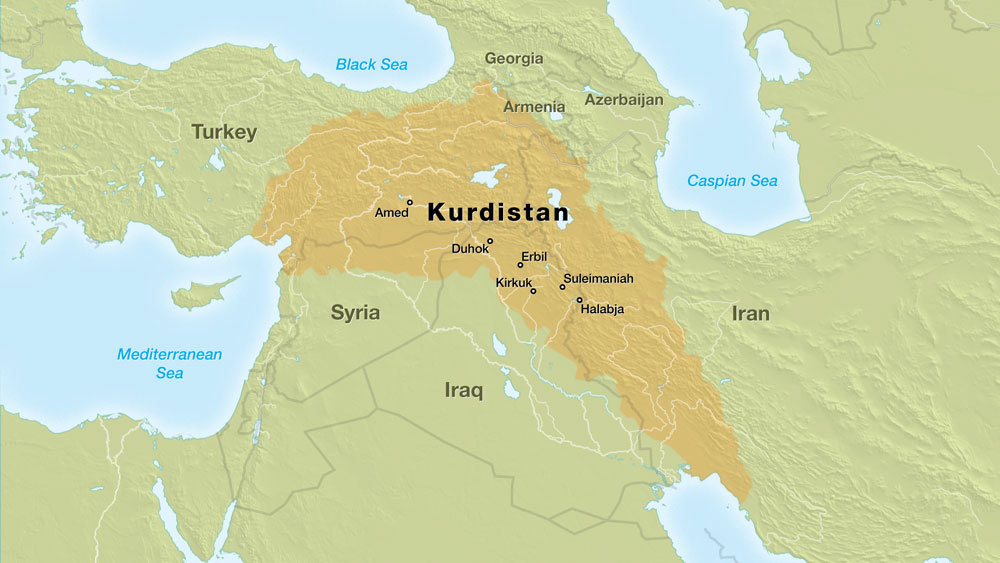 Black Sea
Georgia
Armenia
Azerbaijan
Turkey
Caspian Sea
Amed
Kurdistan
Duhok
Erbil
Kirkuk
Suleimaniah
Halabja
Syria
Iran
Mediterranean
Sea
Iraq